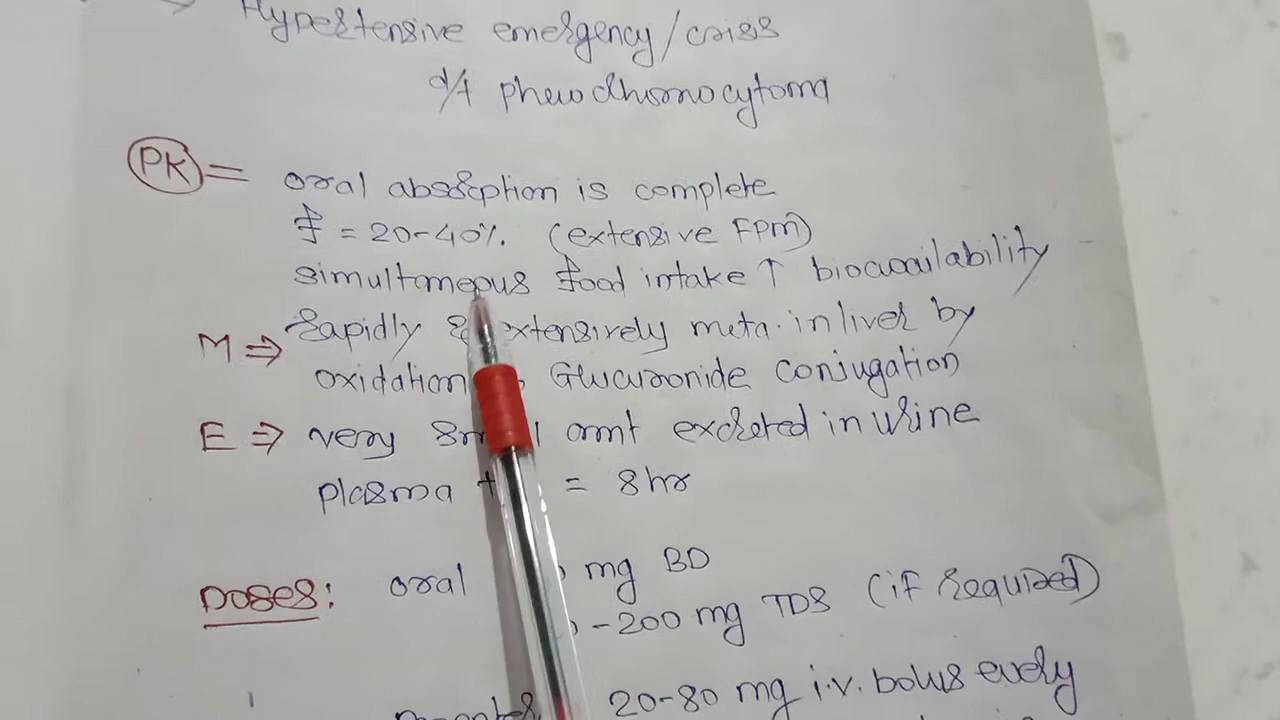 Hypertensive emergency/crisis
d/t pheochromocytoma
PK = oral absorption is complete
f = 20-40%. (extensive FPM)
simultaneous food intake ↑ bioavailability
M ⇒ Rapidly & extensively meta. in liver by
oxidation Glucuronide conjugation
E ⇒ very small amt excreted in urine
plasma = 8hr
Doses: oral mg BD
-200 mg TDS (if required)
20-80 mg i.v. bolus every